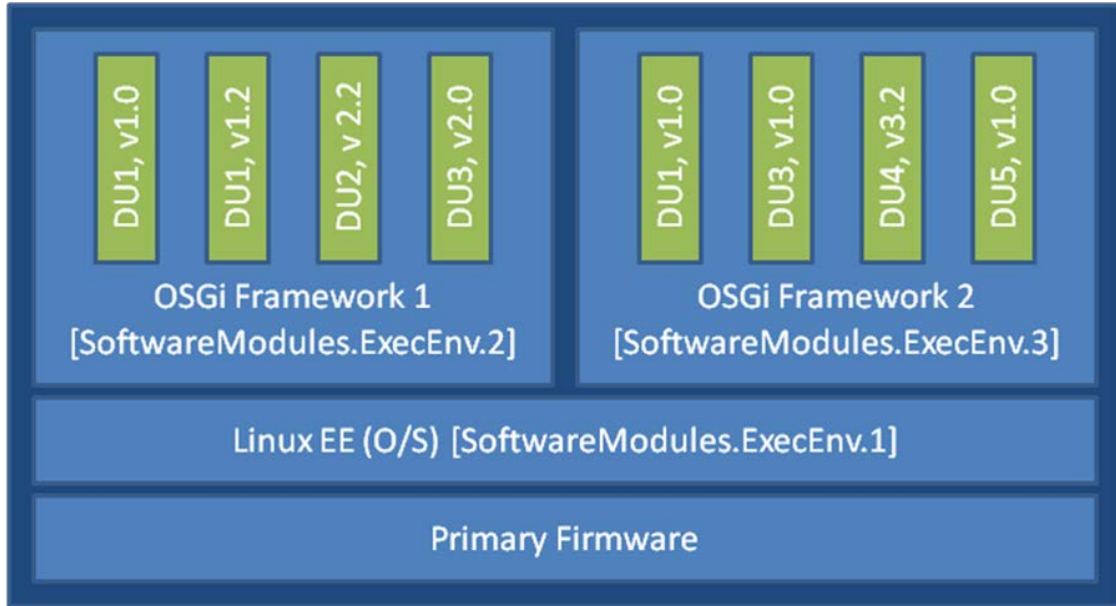 DU1, v1.0
DU1, v1.2
DU2, v 2.2
DU3, v2.0
OSGi Framework 1
[SoftwareModules.ExecEnv.2]
DU1, v1.0
DU3, v1.0
DU4, v3.2
DU5, v1.0
OSGi Framework 2
[SoftwareModules.ExecEnv.3]
Linux EE (O/S) [SoftwareModules.ExecEnv.1]
Primary Firmware